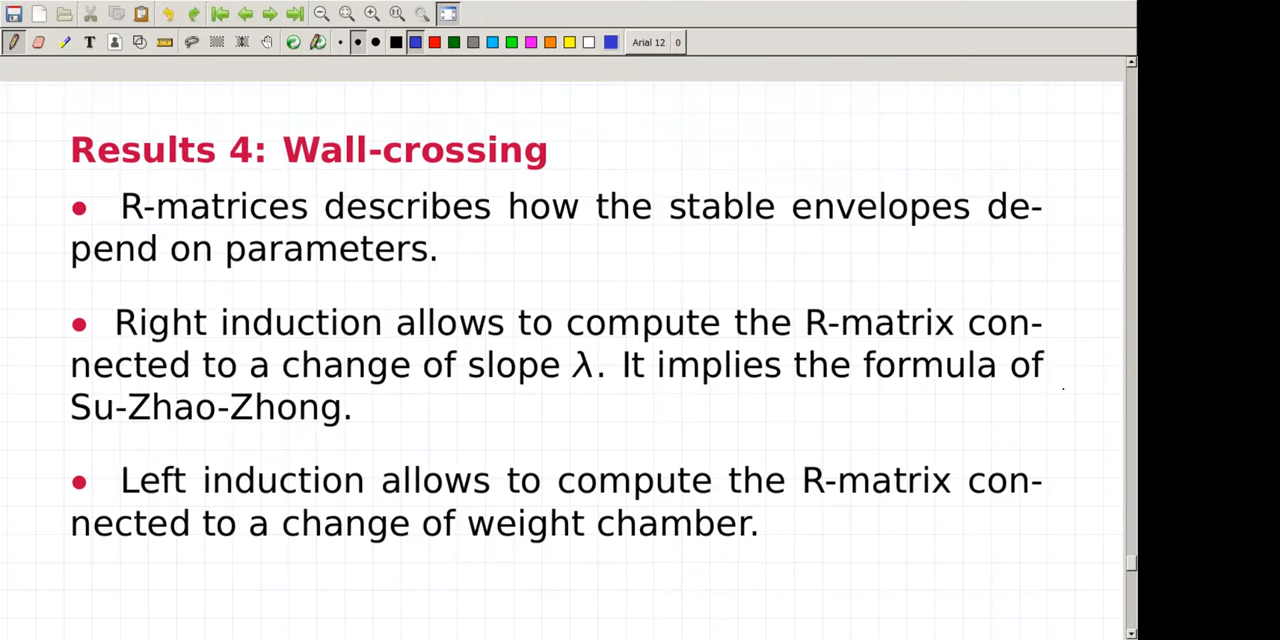 Arial 12 0
Results 4: Wall-crossing
• R-matrices describes how the stable envelopes de-
pend on parameters.
• Right induction allows to compute the R-matrix con-
nected to a change of slope λ. It implies the formula of
Su-Zhao-Zhong.
• Left induction allows to compute the R-matrix con-
nected to a change of weight chamber.